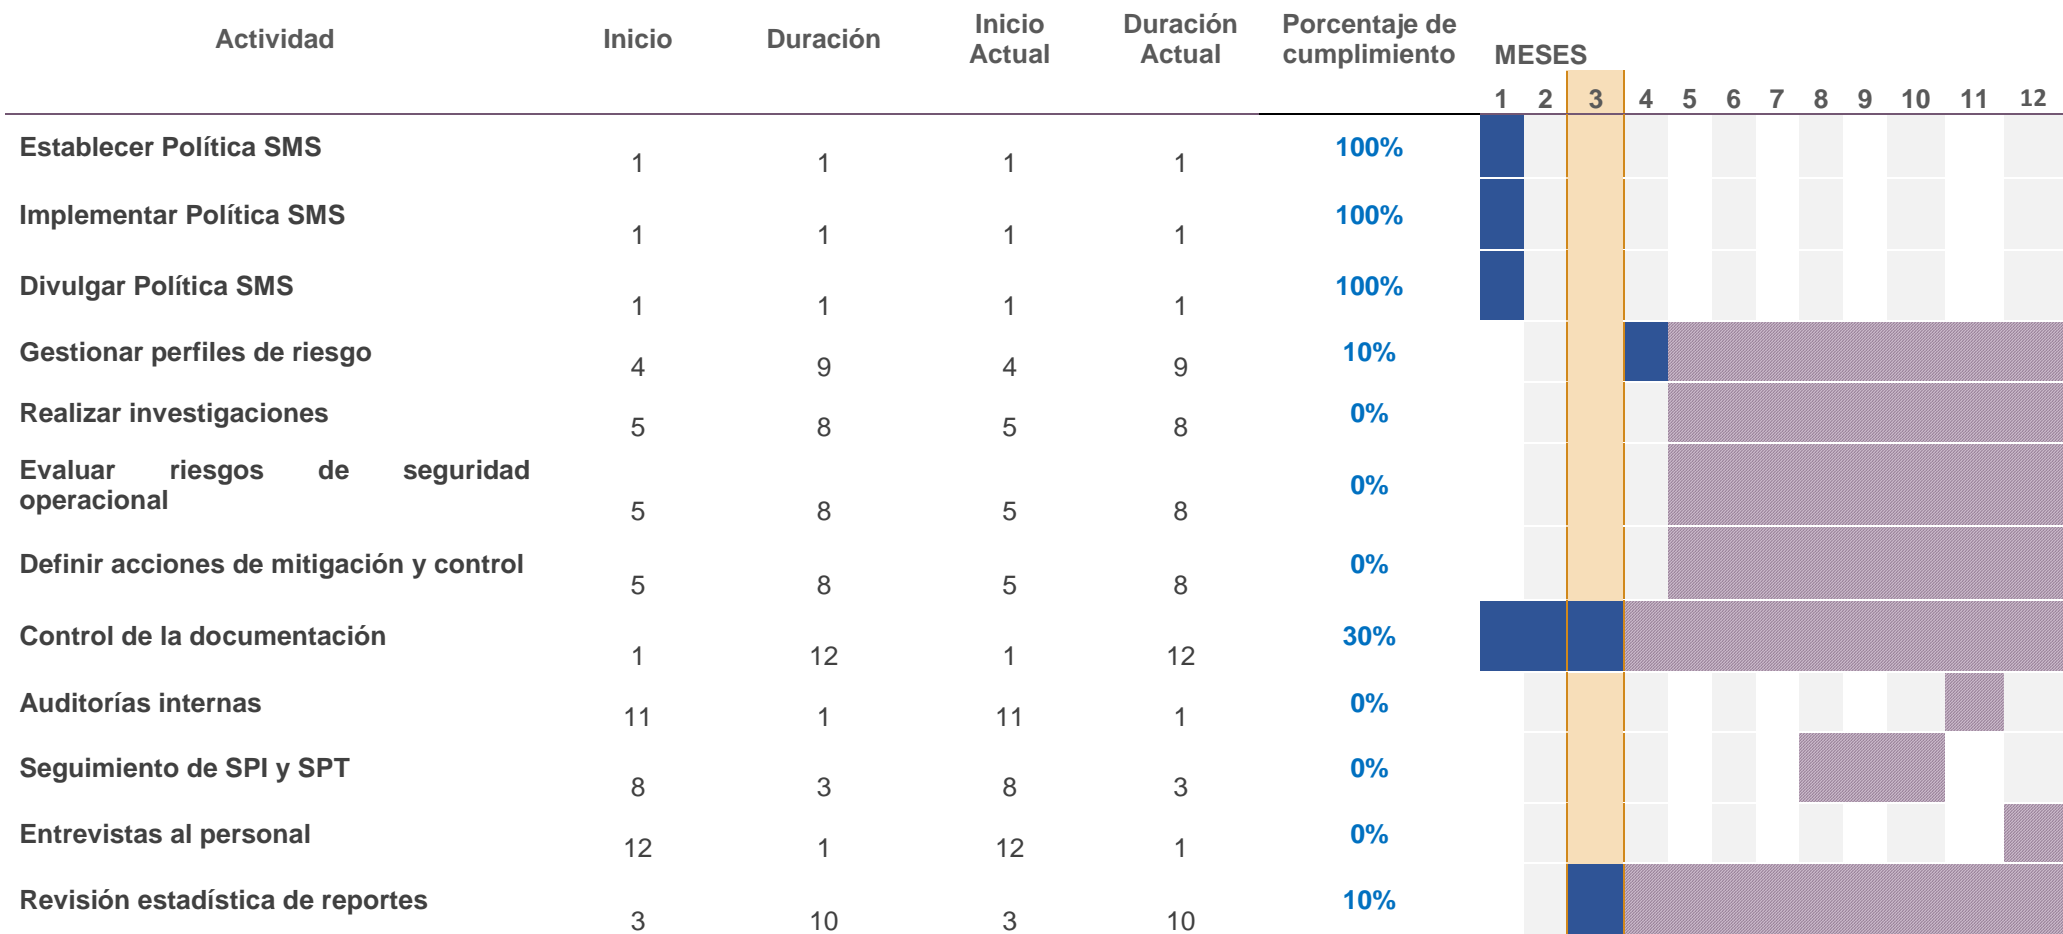 Actividad Inicio Duración Inicio Actual Duración Actual Porcentaje de cumplimiento MESES
1 2 3 4 5 6 7 8 9 10 11 12
Establecer Política SMS 1 1 1 1 100%
Implementar Política SMS 1 1 1 1 100%
Divulgar Política SMS 1 1 1 1 100%
Gestionar perfiles de riesgo 4 9 4 9 10%
Realizar investigaciones 5 8 5 8 0%
Evaluar riesgos de seguridad
operacional 5 8 5 8 0%
Definir acciones de mitigación y control 5 8 5 8 0%
Control de la documentación 1 12 1 12 30%
Auditorías internas 11 1 11 1 0%
Seguimiento de SPI y SPT 8 3 8 3 0%
Entrevistas al personal 12 1 12 1 0%
Revisión estadística de reportes 3 10 3 10 10%